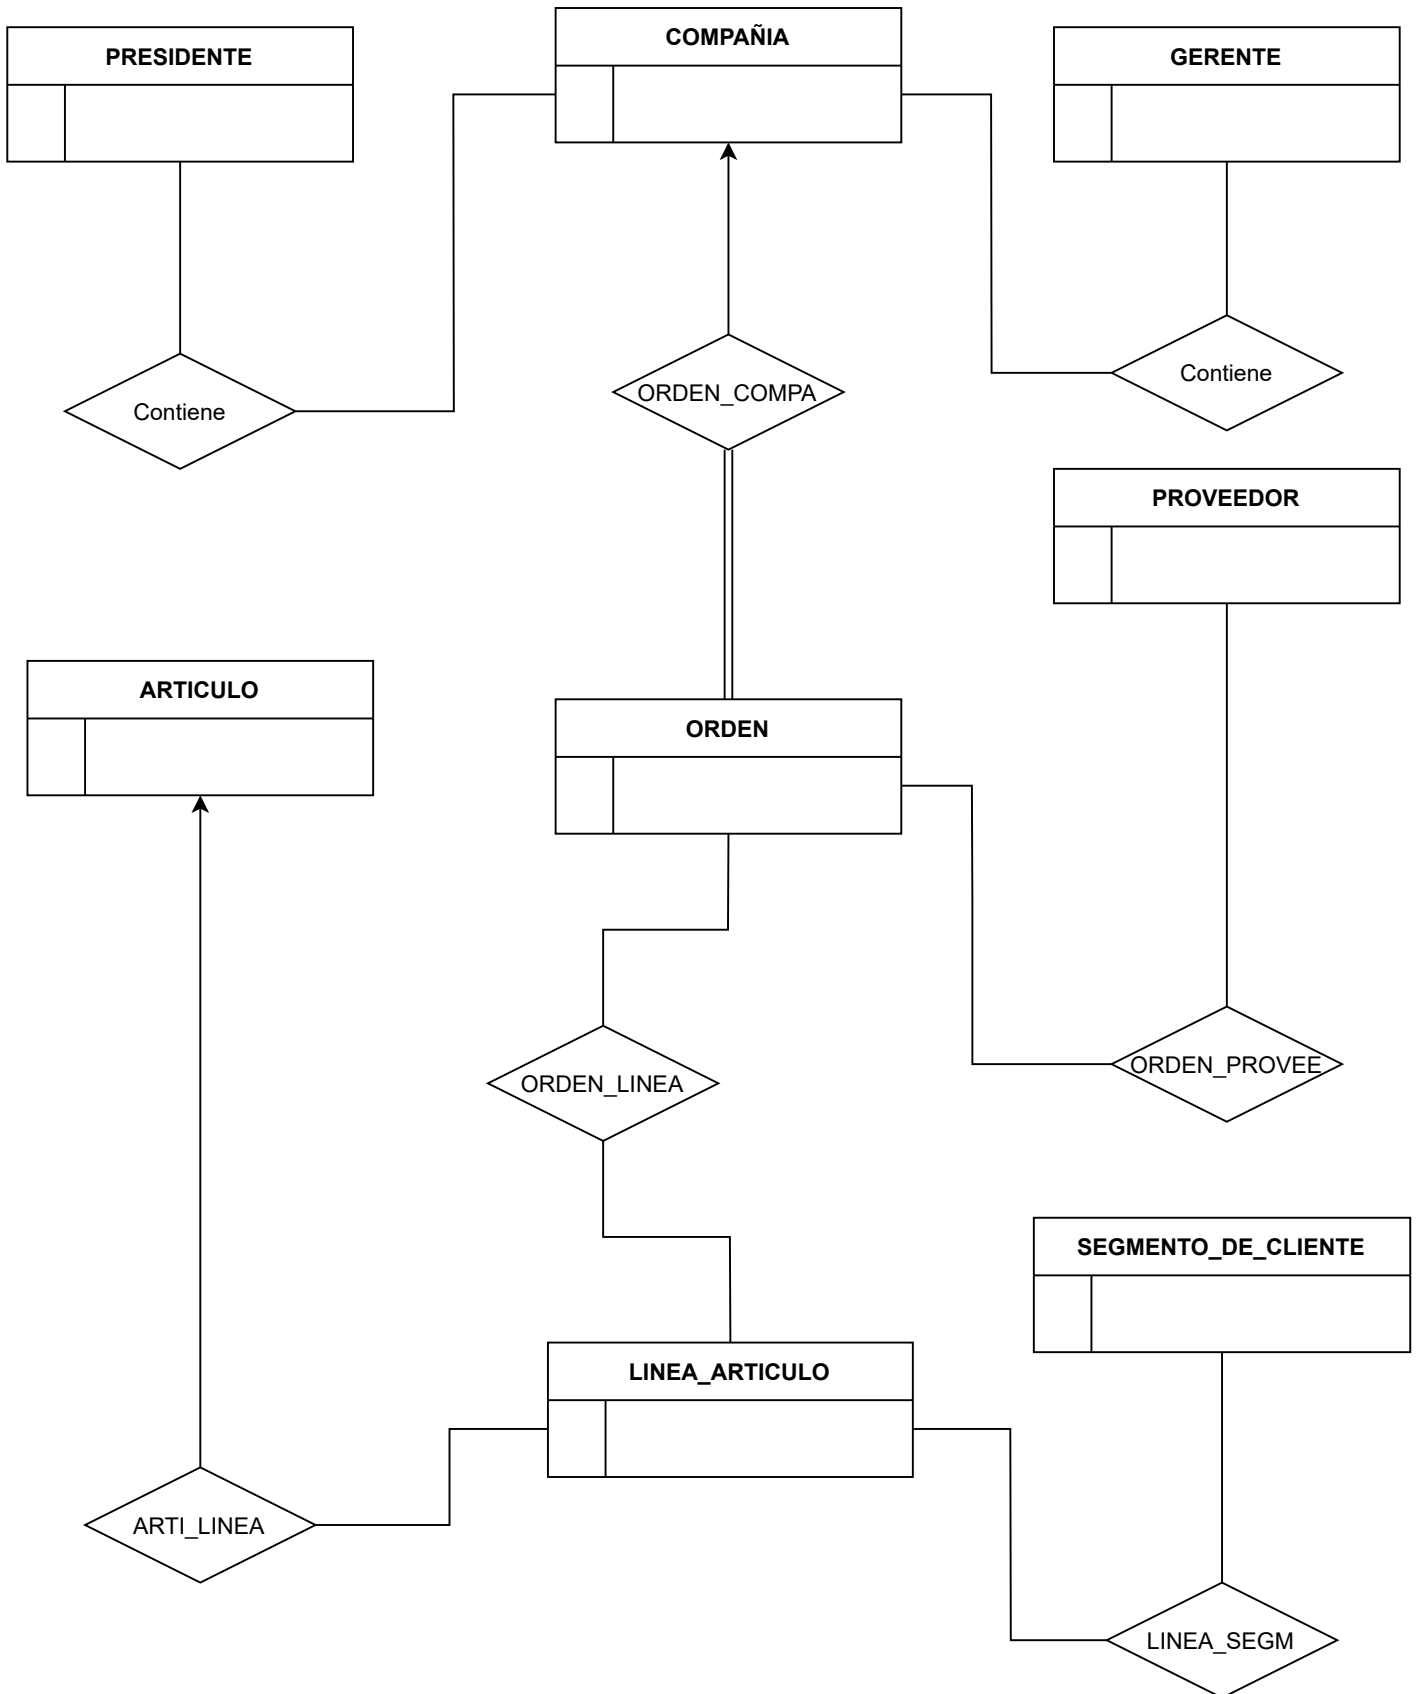 PRESIDENTE
COMPAÑIA
GERENTE
Contiene
ORDEN_COMPA
Contiene
PROVEEDOR
ARTICULO
ORDEN
ORDEN_LINEA
ORDEN_PROVEE
SEGMENTO_DE_CLIENTE
LINEA_ARTICULO
ARTI_LINEA
LINEA_SEGM